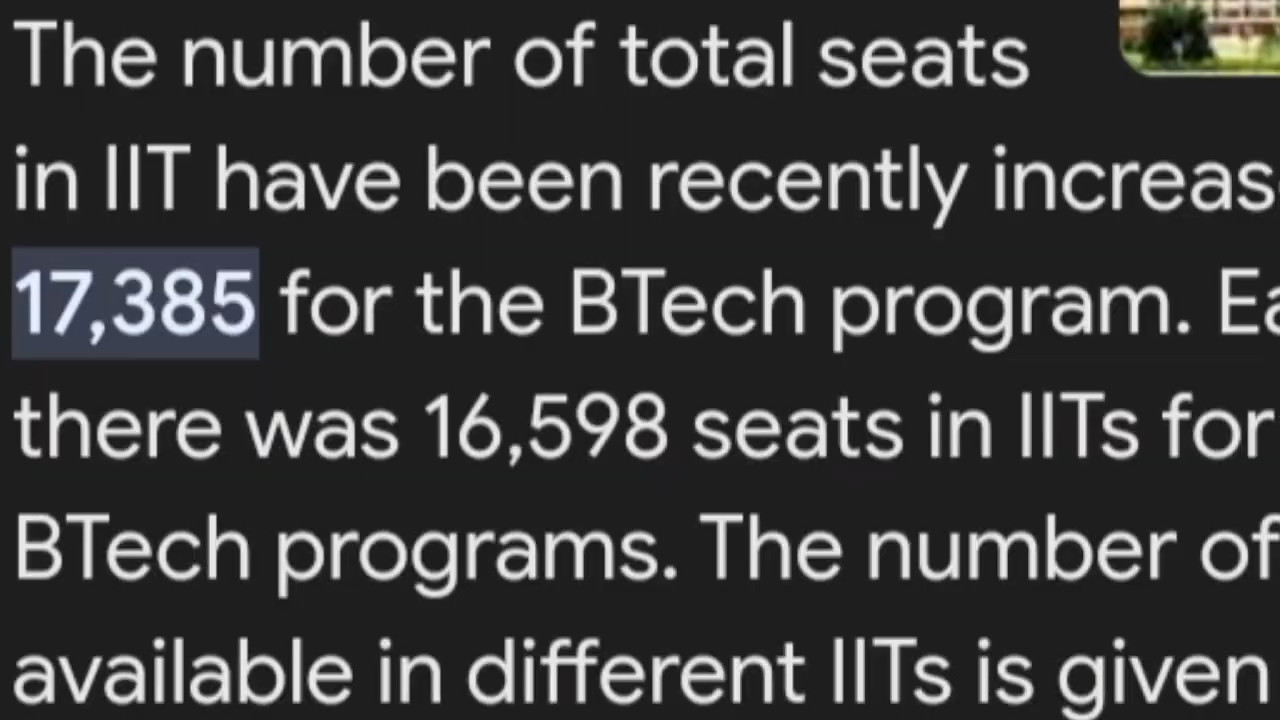 The number of total seats
in IIT have been recently increas
17,385 for the BTech program. Ea
there was 16,598 seats in IITs for
BTech programs. The number of
available in different IITs is given